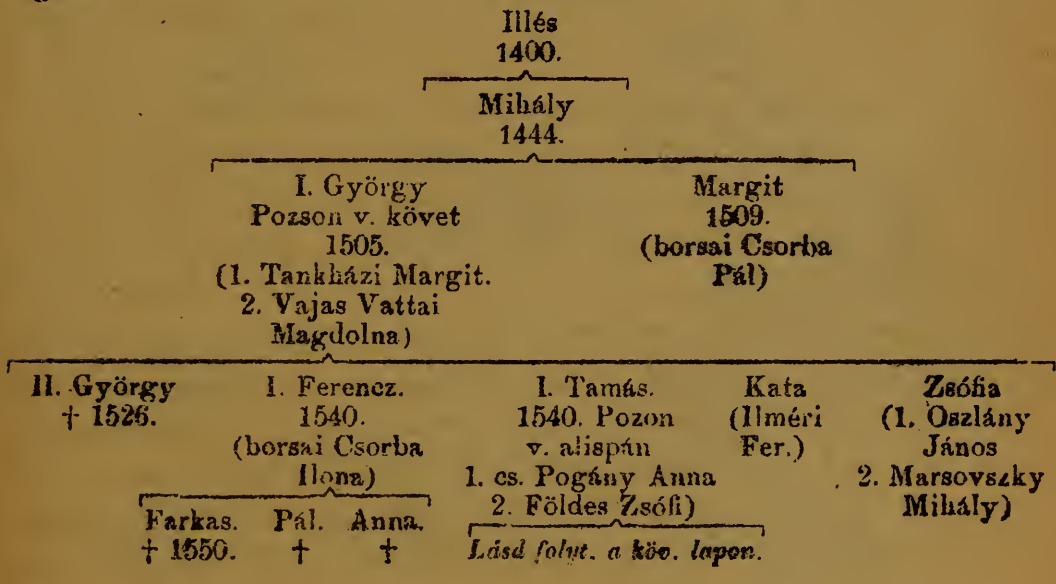 Illés
1400.
Mihály
1444.
I. György
Pozson v. követ
1505.
(1. Tankházi Margit.
2. Vajas Vattai
Magdolna)
Margit
1509.
(borsai Csorba
Pál)
II. György
† 1526.
I. Ferencz.
1540.
(borsai Csorba
Ilona)
I. Tamás.
1540. Pozon
v. alispán
1. cs. Pogány Anna
2. Földes Zsófi)
Kata
(Ilméri
Fer.)
Zsófia
(1. Oszlány
János
2. Marsovszky
Mihály)
Farkas. Pál. Anna.
† 1550. † †
Lásd folyt. a köv. lapon.